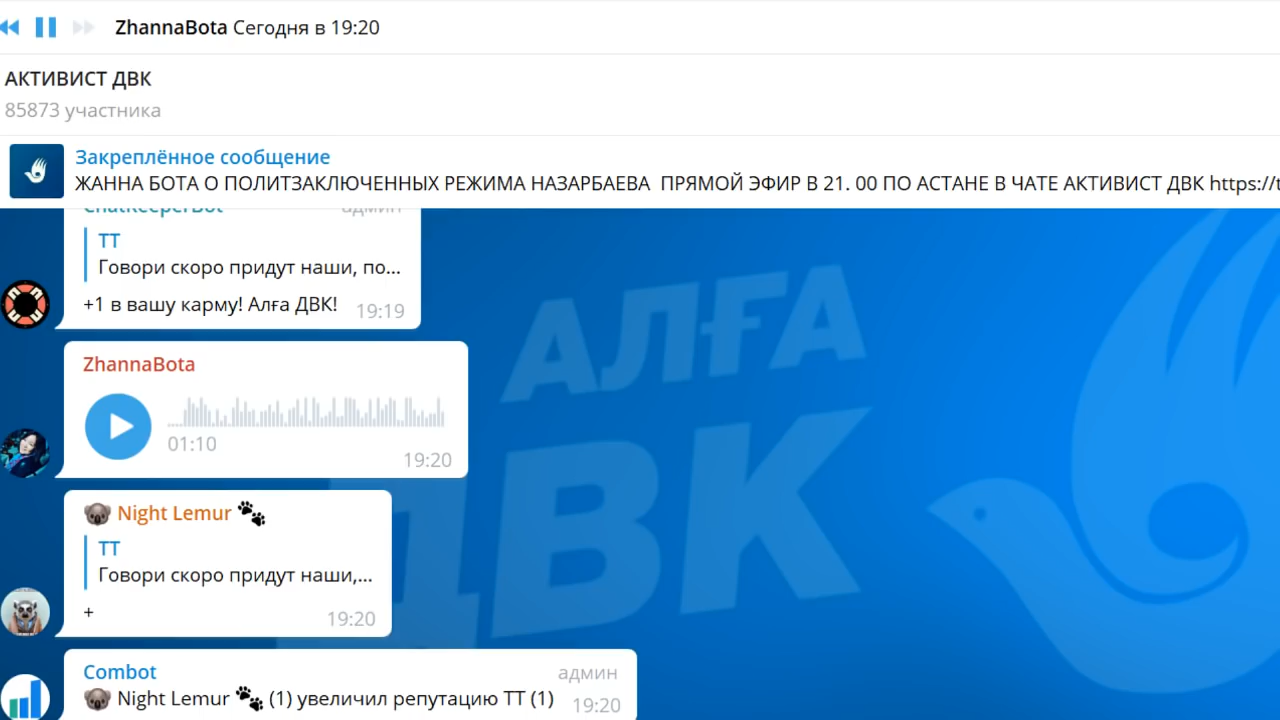 ZhannaBota Сегодня в 19:20
АКТИВИСТ ДВК
85873 участника
Закреплённое сообщение
ЖАННА БОТА О ПОЛИТЗАКЛЮЧЕННЫХ РЕЖИМА НАЗАРБАЕВА ПРЯМОЙ ЭФИР В 21. 00 ПО АСТАНЕ В ЧАТЕ АКТИВИСТ ДВК https://t
ChatKeeperBot админ
ТТ
Говори скоро придут наши, по...
+1 в вашу карму! Алға ДВК! 19:19
ZhannaBota
01:10
19:20
Night Lemur
ТТ
Говори скоро придут наши,...
+ 19:20
Combot админ
Night Lemur (1) увеличил репутацию ТТ (1) 19:20
АЛҒА
ДВК